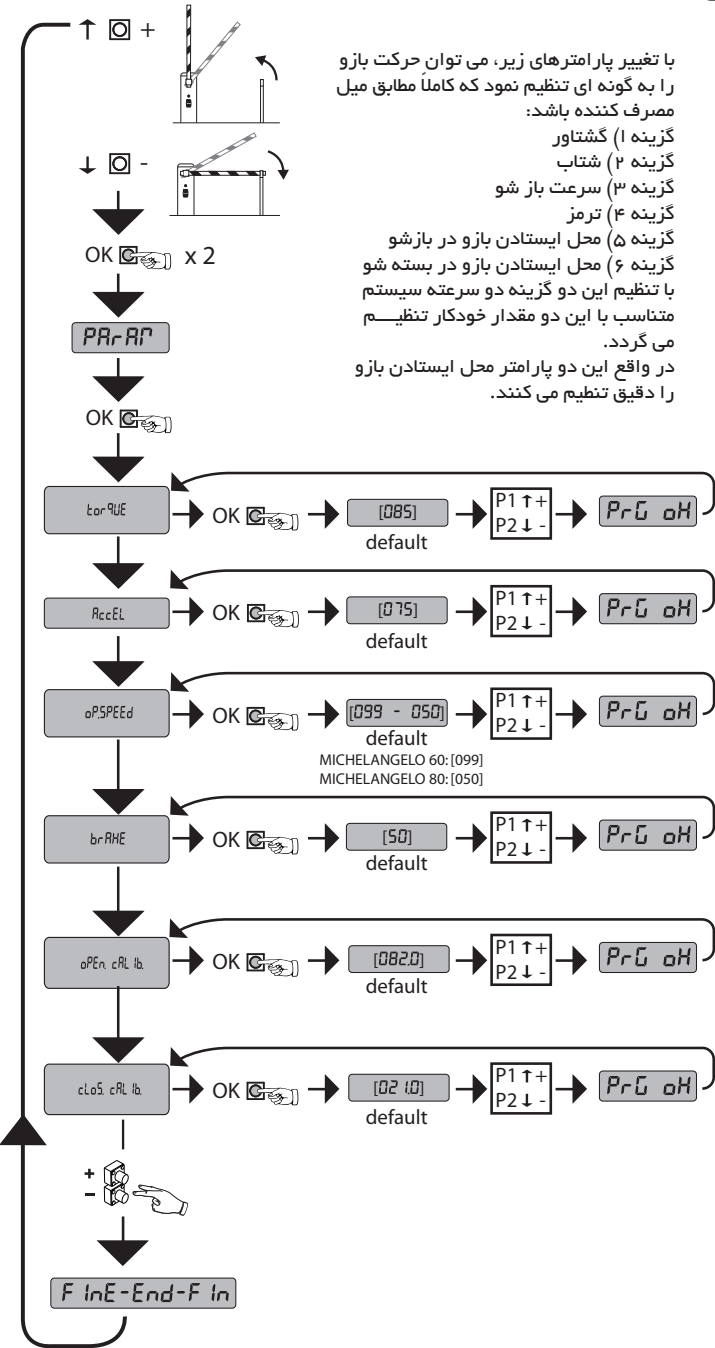 ↑ +
با تغییر پارامترهای زیر، می توان حرکت بازو
را به گونه ای تنظیم نمود که کاملاً مطابق میل
مصرف کننده باشد:
گزینه ۱) گشتاور
گزینه ۲) شتاب
گزینه ۳) سرعت باز شو
گزینه ۴) ترمز
گزینه ۵) محل ایستادن بازو در بازشو
گزینه ۶) محل ایستادن بازو در بسته شو
با تنظیم این دو گزینه دو سرعته سیستم
متناسب با این دو مقدار خودکار تنظیـــم
می گردد.
در واقع این دو پارامتر محل ایستادن بازو
را دقیق تنطیم می کنند.
↓ -
OK x 2
PArAM
OK
torqUE OK [085] P1 ↑ + PrG oK
default P2 ↓ -
AccEL OK [075] P1 ↑ + PrG oK
default P2 ↓ -
oP.SPEEd OK [099 - 050] P1 ↑ + PrG oK
default P2 ↓ -
MICHELANGELO 60: [099]
MICHELANGELO 80: [050]
brAKE OK [50] P1 ↑ + PrG oK
default P2 ↓ -
oPEn. cALIb. OK [082.0] P1 ↑ + PrG oK
default P2 ↓ -
cLoS. cALIb. OK [021.0] P1 ↑ + PrG oK
default P2 ↓ -
+
-
FInE-End-FIn